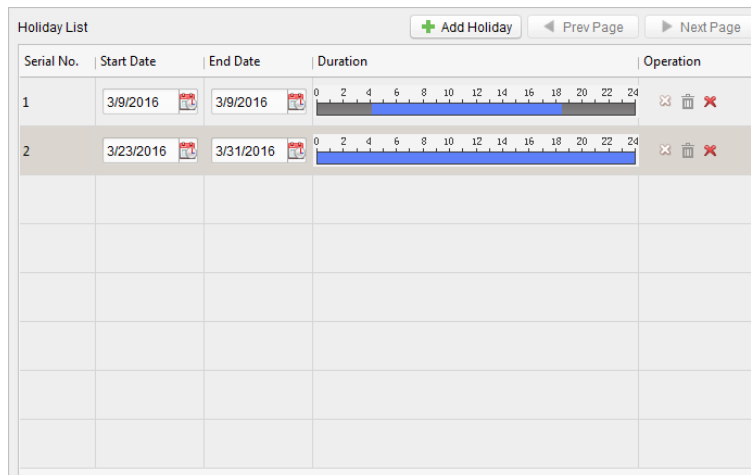 Holiday List Add Holiday Prev Page Next Page
Serial No. Start Date End Date Duration Operation
1 3/9/2016 3/9/2016 0 2 4 6 8 10 12 14 16 18 20 22 24
2 3/23/2016 3/31/2016 0 2 4 6 8 10 12 14 16 18 20 22 24